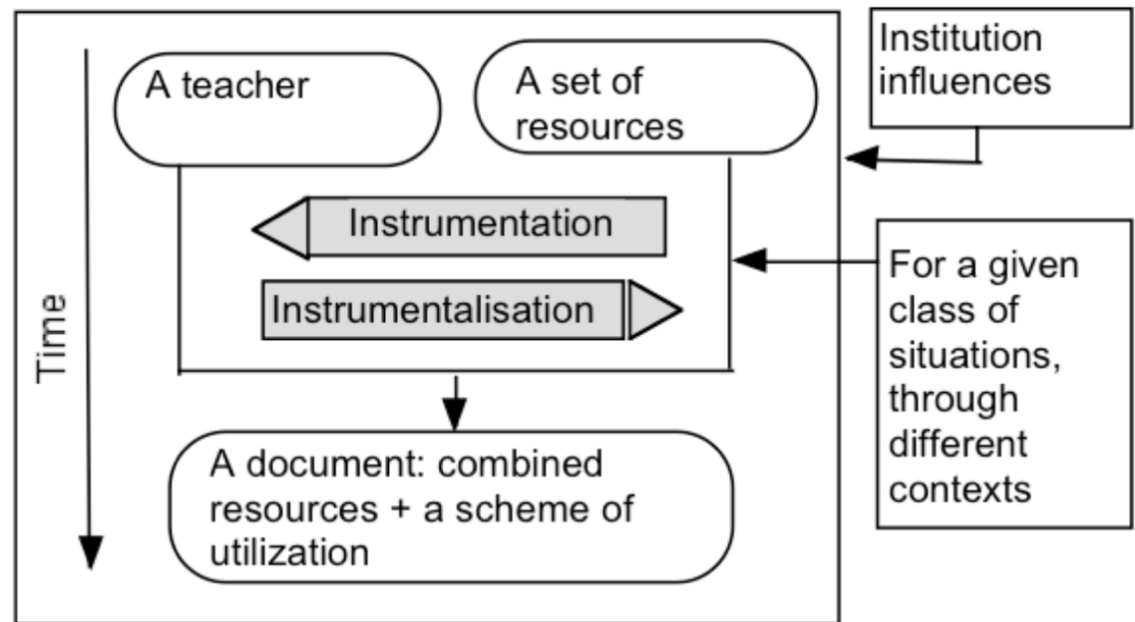 A teacher
A set of
resources
Institution
influences
Instrumentation
Instrumentalisation
For a given
class of
situations,
through
different
contexts
Time
A document: combined
resources + a scheme of
utilization